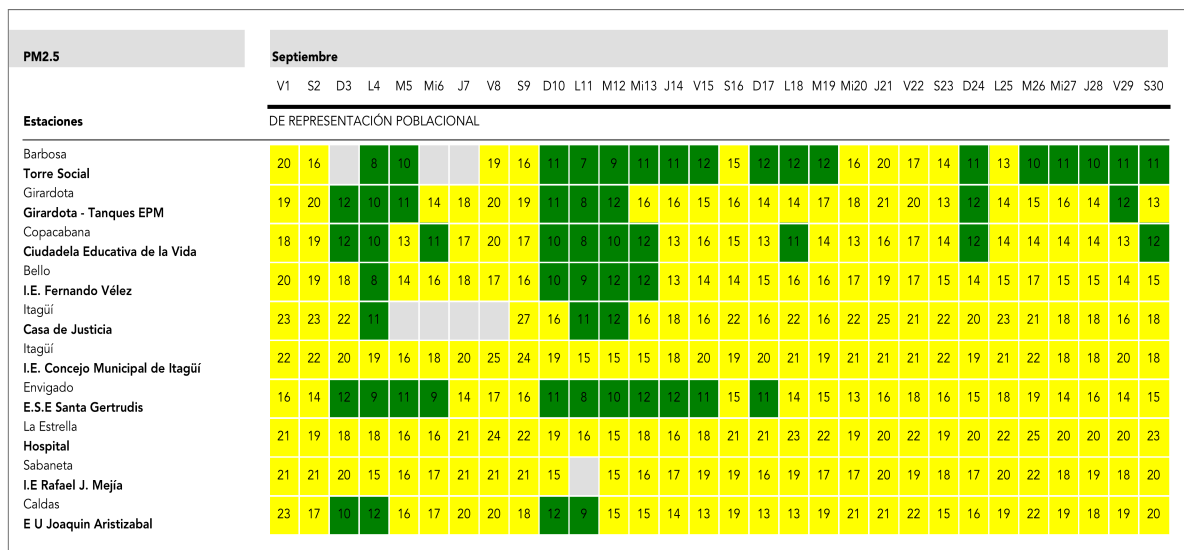 PM2.5 Septiembre
V1 S2 D3 L4 M5 Mi6 J7 V8 S9 D10 L11 M12 Mi13 J14 V15 S16 D17 L18 M19 Mi20 J21 V22 S23 D24 L25 M26 Mi27 J28 V29 S30
Estaciones DE REPRESENTACIÓN POBLACIONAL
Barbosa
Torre Social 20 16 8 10 19 16 11 7 9 11 11 12 15 12 12 12 16 20 17 14 11 13 10 11 10 11 11
Girardota
Girardota - Tanques EPM 19 20 12 10 11 14 18 20 19 11 8 12 16 16 15 16 14 14 17 18 21 20 13 12 14 15 16 14 12 13
Copacabana
Ciudadela Educativa de la Vida 18 19 12 10 13 11 17 20 17 10 8 10 12 13 16 15 13 11 14 13 16 17 14 12 14 14 14 14 13 12
Bello
I.E. Fernando Vélez 20 19 18 8 14 16 18 17 16 10 9 12 12 13 14 14 15 16 16 17 19 17 15 14 15 17 15 15 14 15
Itagüí
Casa de Justicia 23 23 22 11 27 16 11 12 16 18 16 22 16 22 16 22 25 21 22 20 23 21 18 18 16 18
Itagüí
I.E. Concejo Municipal de Itagüí 22 22 20 19 16 18 20 25 24 19 15 15 15 18 20 19 20 21 19 21 21 21 22 19 21 22 18 18 20 18
Envigado
E.S.E Santa Gertrudis 16 14 12 9 11 9 14 17 16 11 8 10 12 12 11 15 11 14 15 13 16 18 16 15 18 19 14 16 14 15
La Estrella
Hospital 21 19 18 18 16 16 21 24 22 19 16 15 18 16 18 21 21 23 22 19 20 22 19 20 22 25 20 20 20 23
Sabaneta
I.E Rafael J. Mejía 21 21 20 15 16 17 21 21 21 15 15 16 17 19 19 16 19 17 17 20 22 18 17 20 22 18 19 18 20
Caldas
E U Joaquin Aristizabal 23 17 10 12 16 17 20 20 18 12 9 15 15 14 13 19 13 13 19 21 21 22 15 16 19 22 19 18 19 20